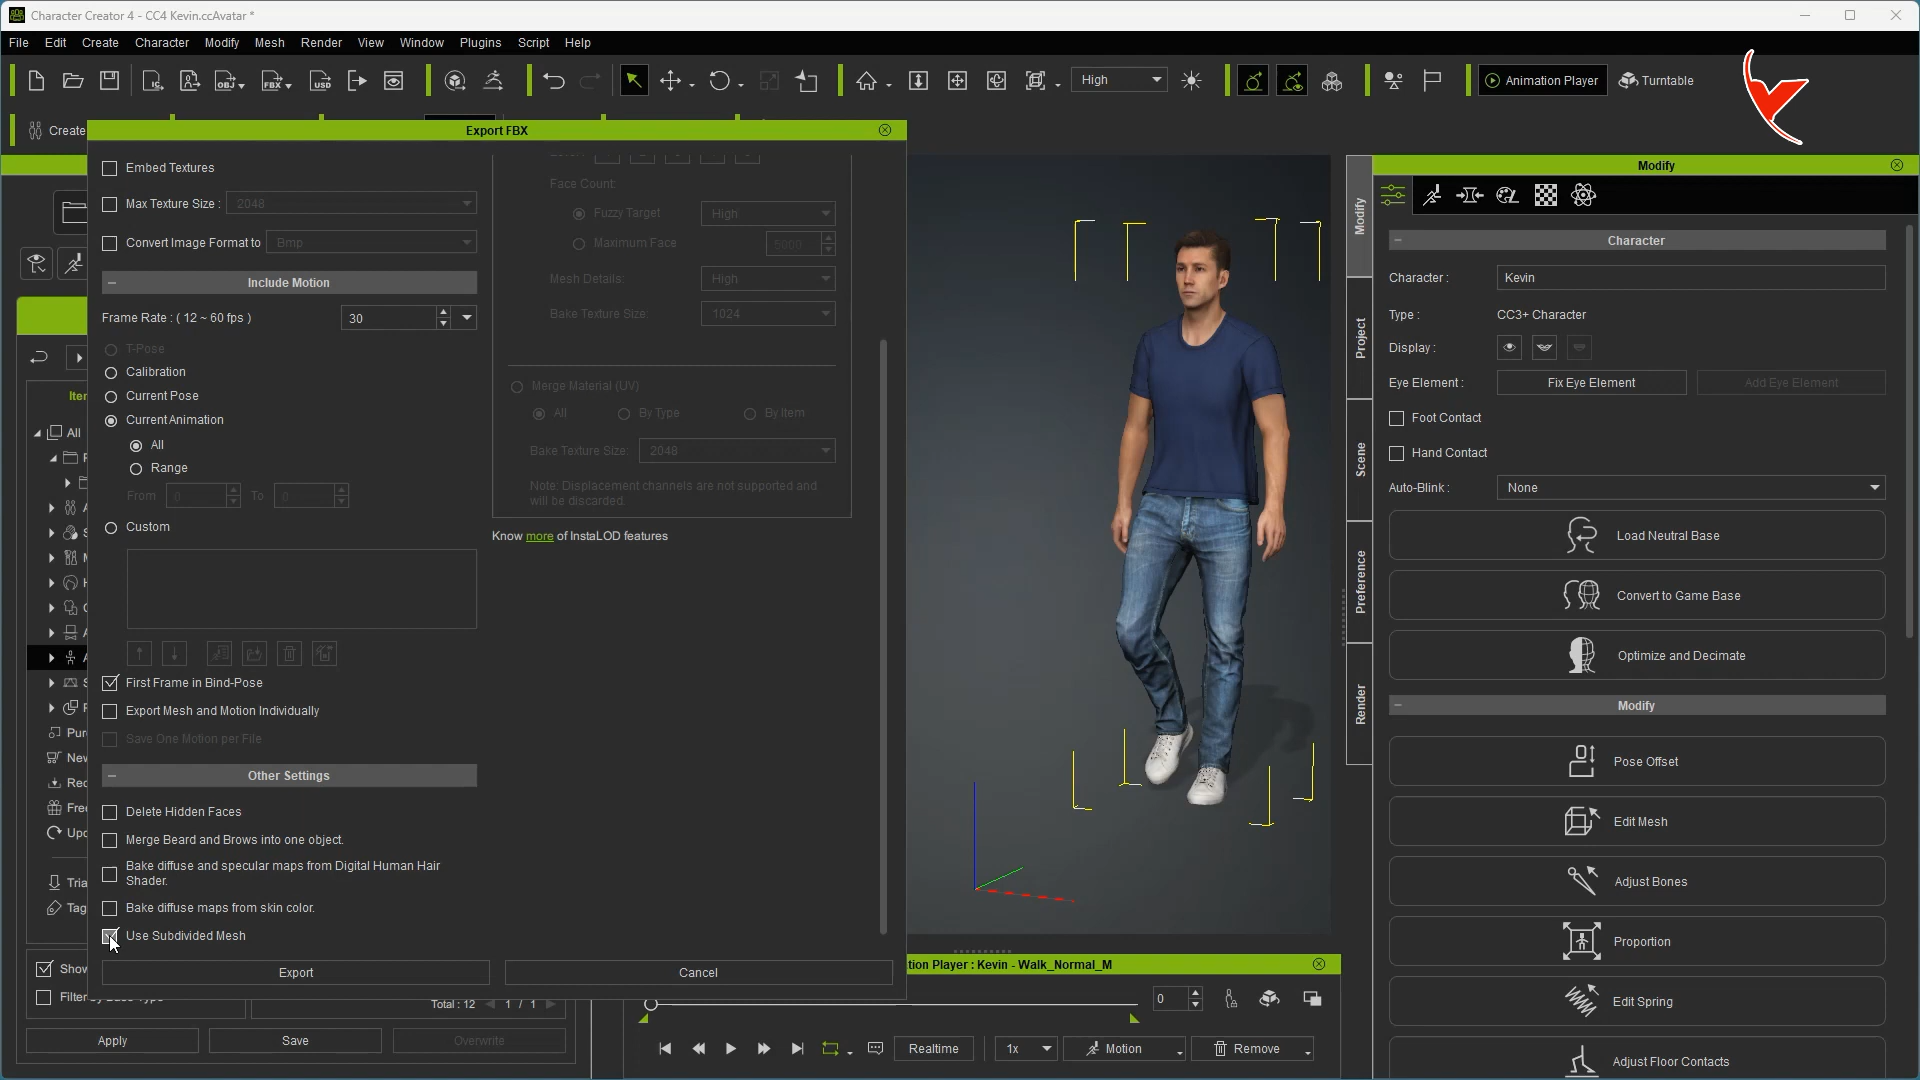 Character Creator 4 - CC4 Kevin.ccAvatar *
File Edit Create Character Modify Mesh Render View Window Plugins Script Help
OBJ FBX USD High Animation Player Turntable
Create
Export FBX
Embed Textures
Max Texture Size : 2048
Convert Image Format to Bmp
Include Motion
Frame Rate : ( 12 ~ 60 fps ) 30
T-Pose
Calibration
Current Pose
Current Animation
All
Range
From 0 To 0
Custom
First Frame in Bind-Pose
Export Mesh and Motion Individually
Save One Motion per File
Other Settings
Delete Hidden Faces
Merge Beard and Brows into one object.
Bake diffuse and specular maps from Digital Human Hair
Shader.
Bake diffuse maps from skin color.
Use Subdivided Mesh
Export Cancel
Face Count:
Fuzzy Target High
Maximum Face 5000
Mesh Details: High
Bake Texture Size: 1024
Merge Material (UV)
All By Type By Item
Bake Texture Size: 2048
Note: Displacement channels are not supported and
will be discarded.
Know more of InstaLOD features
All
Total : 12 1 / 1
Apply Save Overwrite
tion Player : Kevin - Walk_Normal_M
0
Realtime 1x Motion Remove
Modify
Project
Scene
Preference
Render
Modify
Character
Character : Kevin
Type : CC3+ Character
Display :
Eye Element : Fix Eye Element Add Eye Element
Foot Contact
Hand Contact
Auto-Blink : None
Load Neutral Base
Convert to Game Base
Optimize and Decimate
Modify
Pose Offset
Edit Mesh
Adjust Bones
Proportion
Edit Spring
Adjust Floor Contacts